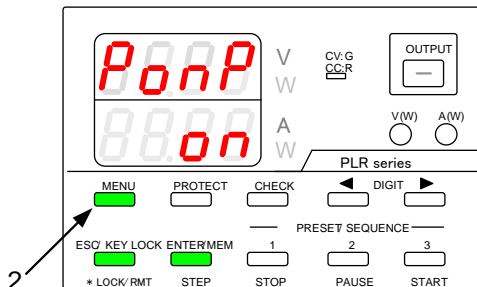 PonP
V
W
CV: G
CC:R
OUTPUT
on
A
W
V(W) A(W)
PLR series
MENU PROTECT CHECK ◄ DIGIT ►
PRESET/ SEQUENCE
ESC/ KEY LOCK ENTER/MEM 1 2 3
2
* LOCK/RMT STEP STOP PAUSE START